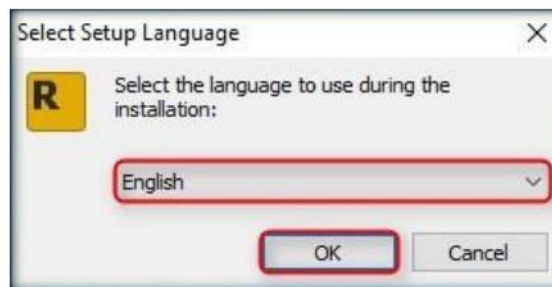 Select Setup Language
R
Select the language to use during the
installation:
English
OK
Cancel